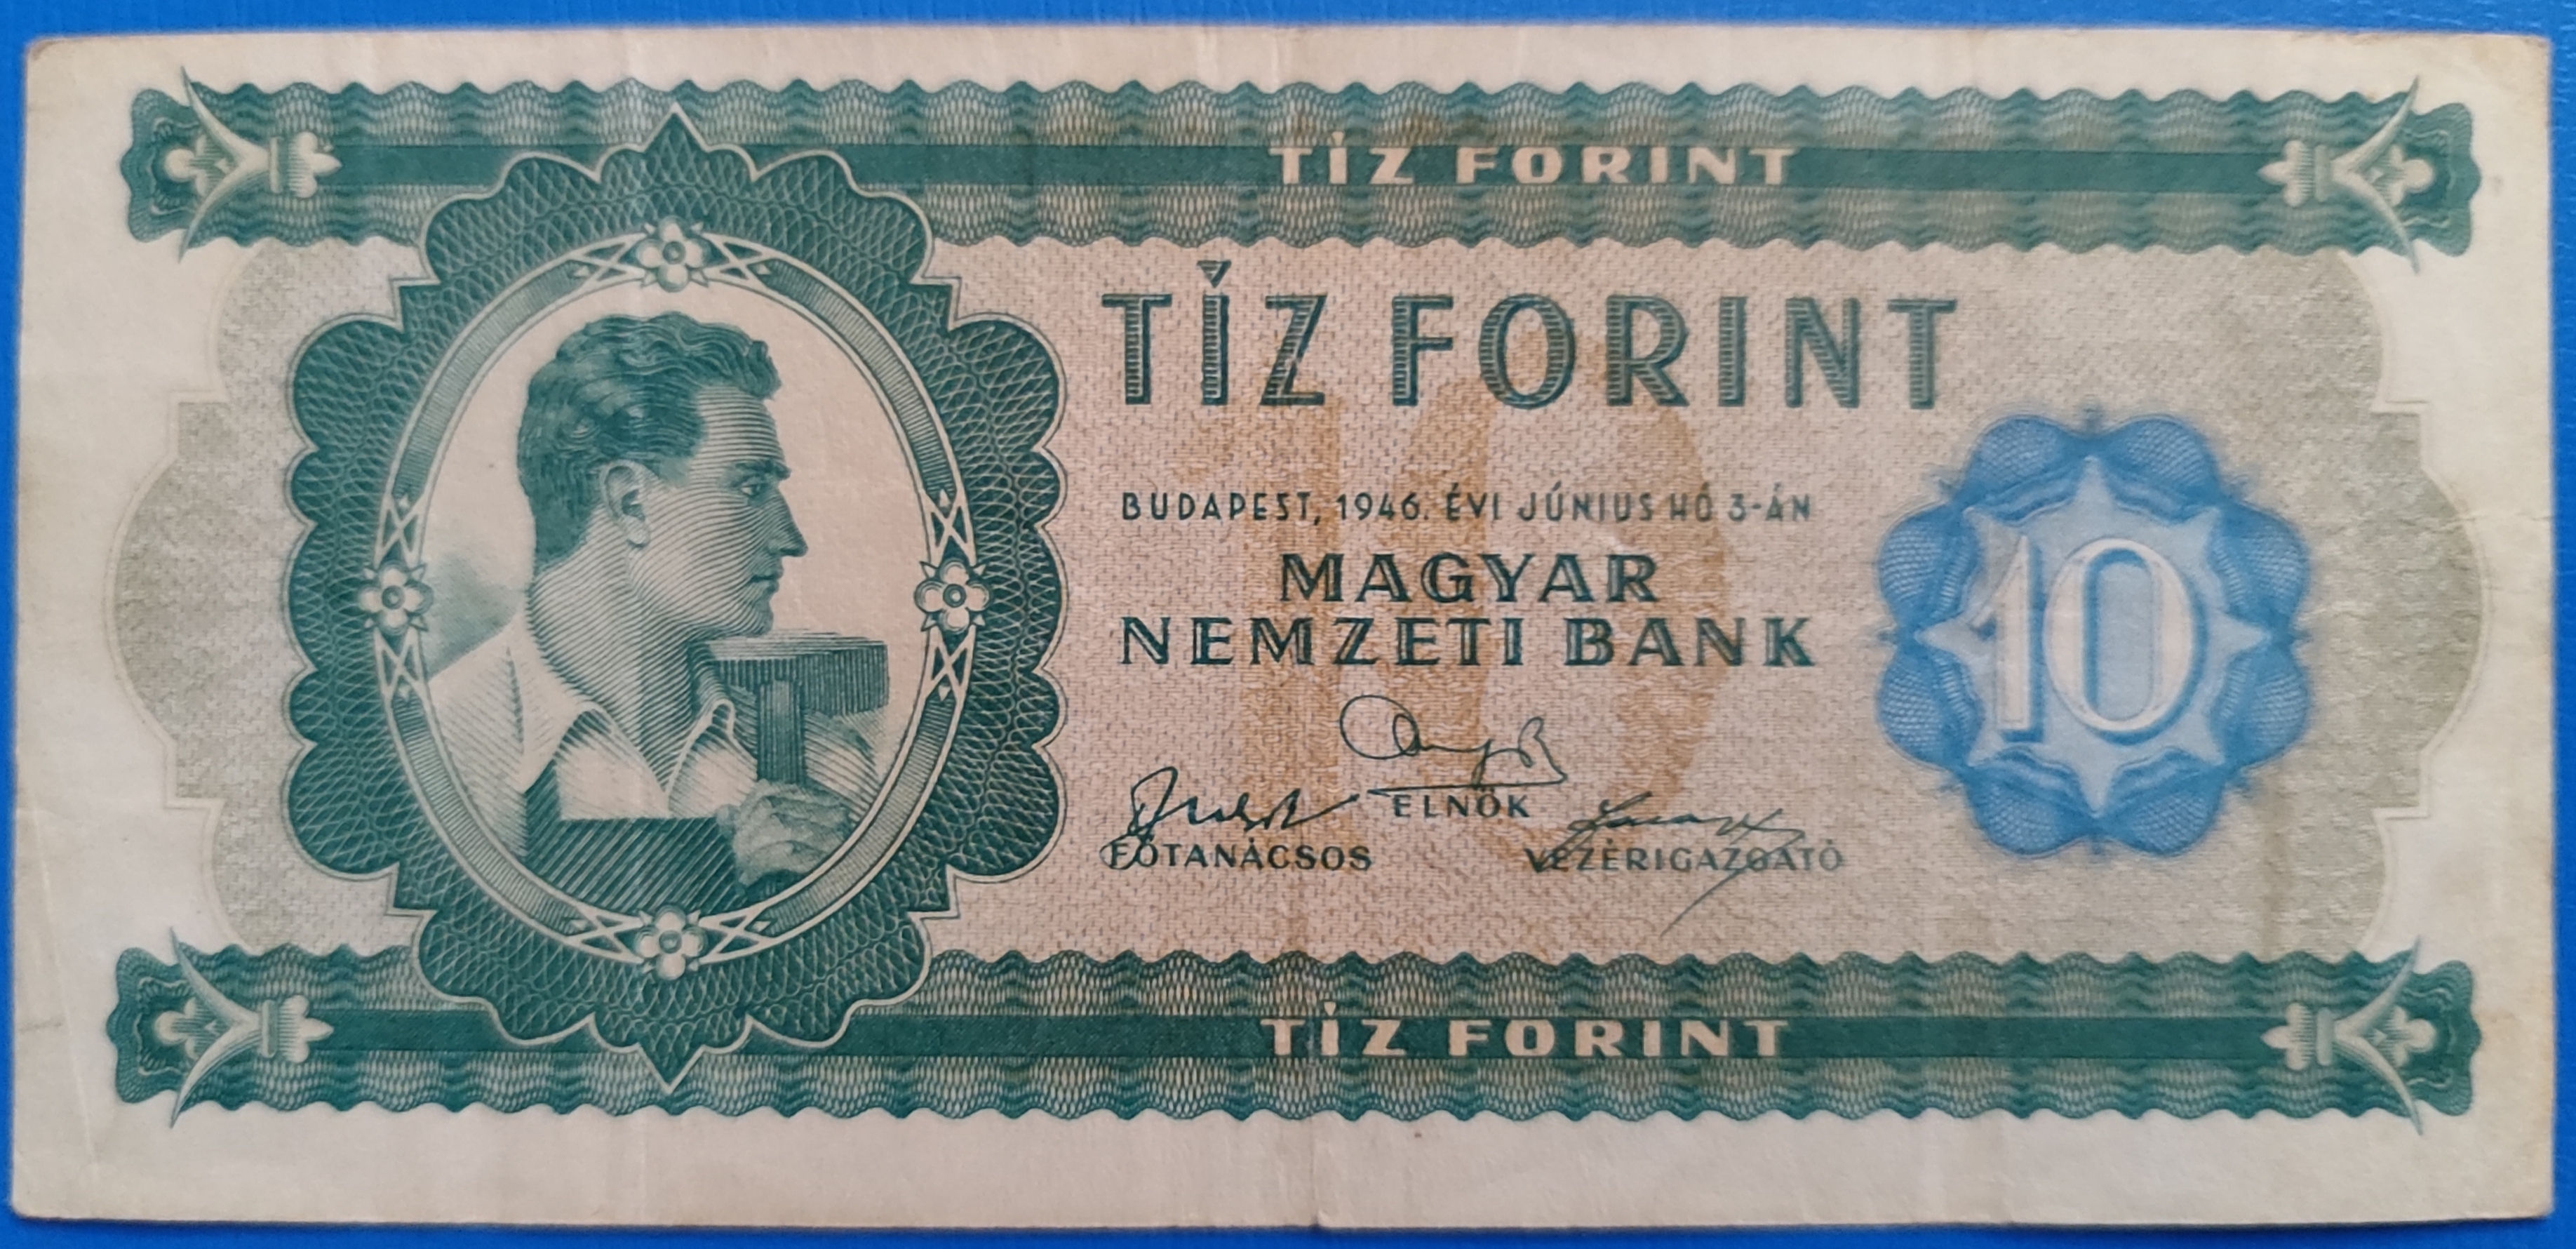 TÍZ FORINT
TÍZ FORINT
BUDAPEST, 1946. ÉVI JÚNIUS HÓ 3-ÁN
MAGYAR
NEMZETI BANK
10
ELNÖK
FŐTANÁCSOS VEZÉRIGAZGATÓ
TÍZ FORINT